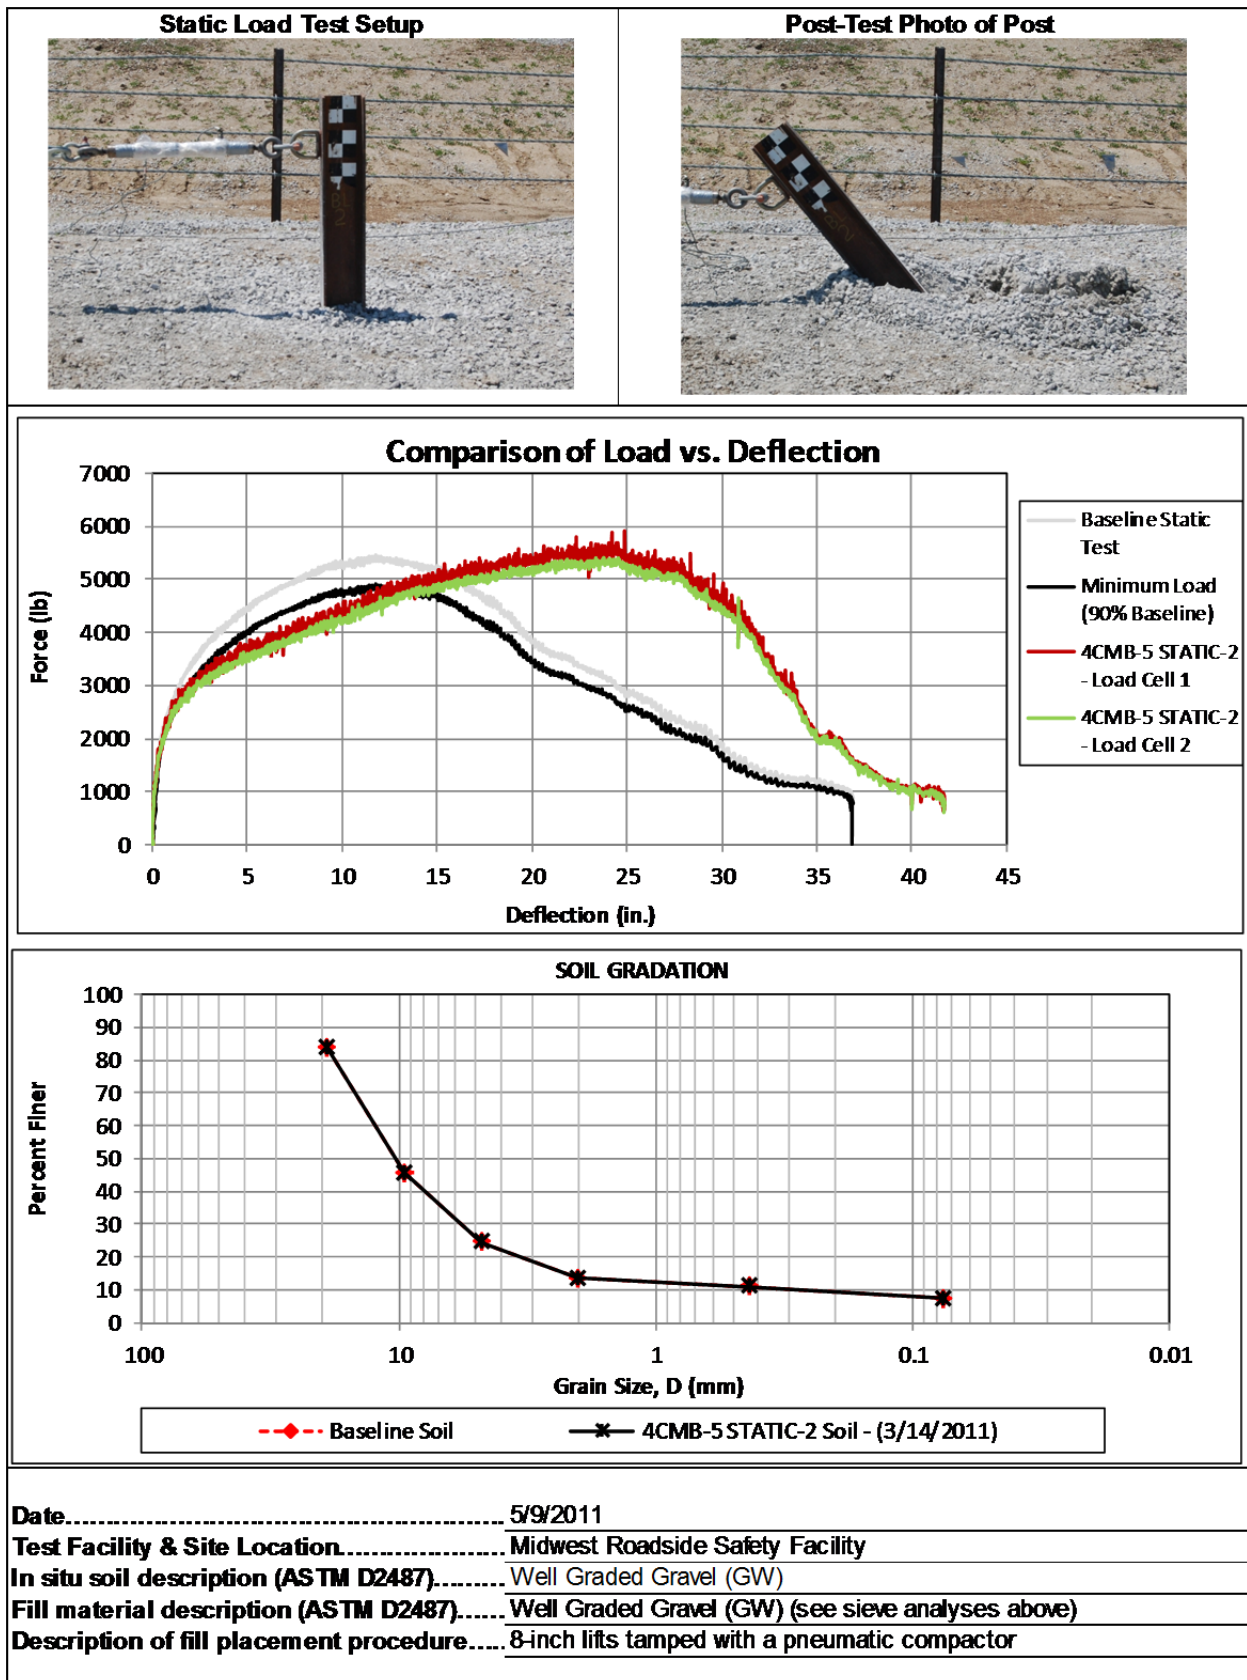 Static Load Test Setup
Post-Test Photo of Post
BL
2
Comparison of Load vs. Deflection
7000
6000
5000
4000
3000
2000
1000
0
Force (lb)
0 5 10 15 20 25 30 35 40 45
Deflection (in.)
Baseline Static
Test
Minimum Load
(90% Baseline)
4CMB-5 STATIC-2
- Load Cell 1
4CMB-5 STATIC-2
- Load Cell 2
SOIL GRADATION
100
90
80
70
60
50
40
30
20
10
0
Percent Finer
100 10 1 0.1 0.01
Grain Size, D (mm)
Baseline Soil
4CMB-5 STATIC-2 Soil - (3/14/2011)
Date 5/9/2011
Test Facility & Site Location Midwest Roadside Safety Facility
In situ soil description (ASTM D2487) Well Graded Gravel (GW)
Fill material description (ASTM D2487) Well Graded Gravel (GW) (see sieve analyses above)
Description of fill placement procedure 8-inch lifts tamped with a pneumatic compactor